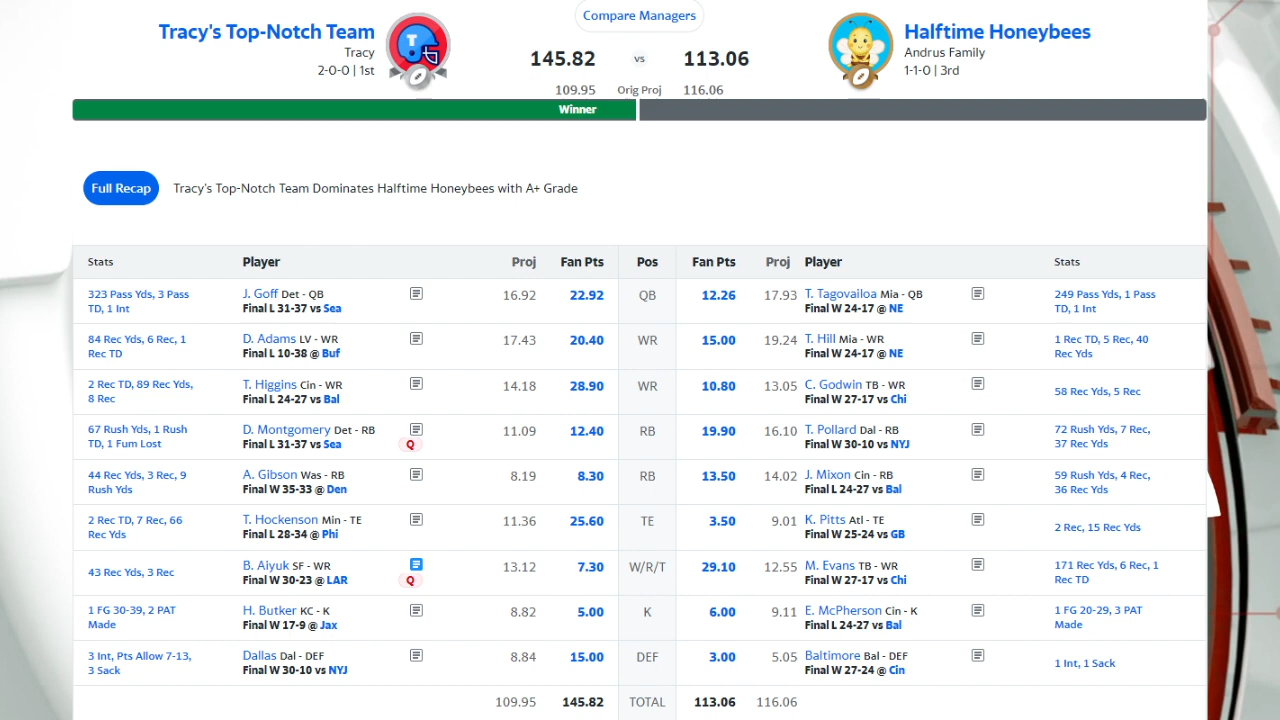 Compare Managers
Tracy's Top-Notch Team
Tracy
2-0-0 | 1st
T
145.82 vs 113.06
109.95 Orig Proj 116.06
Halftime Honeybees
Andrus Family
1-1-0 | 3rd
Winner
Full Recap Tracy's Top-Notch Team Dominates Halftime Honeybees with A+ Grade
Stats Player Proj Fan Pts Pos Fan Pts Proj Player Stats
323 Pass Yds, 3 Pass TD, 1 Int J. Goff Det - QB 16.92 22.92 QB 12.26 17.93 T. Tagovailoa Mia - QB 249 Pass Yds, 1 Pass TD, 1 Int
Final L 31-37 vs Sea Final W 24-17 @ NE
84 Rec Yds, 6 Rec, 1 Rec TD D. Adams LV - WR 17.43 20.40 WR 15.00 19.24 T. Hill Mia - WR 1 Rec TD, 5 Rec, 40 Rec Yds
Final L 10-38 @ Buf Final W 24-17 @ NE
2 Rec TD, 89 Rec Yds, 8 Rec T. Higgins Cin - WR 14.18 28.90 WR 10.80 13.05 C. Godwin TB - WR 58 Rec Yds, 5 Rec
Final L 24-27 vs Bal Final W 27-17 vs Chi
67 Rush Yds, 1 Rush TD, 1 Fum Lost D. Montgomery Det - RB 11.09 12.40 RB 19.90 16.10 T. Pollard Dal - RB 72 Rush Yds, 7 Rec, 37 Rec Yds
Final L 31-37 vs Sea Q Final W 30-10 vs NYJ
44 Rec Yds, 3 Rec, 9 Rush Yds A. Gibson Was - RB 8.19 8.30 RB 13.50 14.02 J. Mixon Cin - RB 59 Rush Yds, 4 Rec, 36 Rec Yds
Final W 35-33 @ Den Final L 24-27 vs Bal
2 Rec TD, 7 Rec, 66 Rec Yds T. Hockenson Min - TE 11.36 25.60 TE 3.50 9.01 K. Pitts Atl - TE 2 Rec, 15 Rec Yds
Final L 28-34 @ Phi Final W 25-24 vs GB
43 Rec Yds, 3 Rec B. Aiyuk SF - WR 13.12 7.30 W/R/T 29.10 12.55 M. Evans TB - WR 171 Rec Yds, 6 Rec, 1 Rec TD
Final W 30-23 @ LAR Q Final W 27-17 vs Chi
1 FG 30-39, 2 PAT Made H. Butker KC - K 8.82 5.00 K 6.00 9.11 E. McPherson Cin - K 1 FG 20-29, 3 PAT Made
Final W 17-9 @ Jax Final L 24-27 vs Bal
3 Int, Pts Allow 7-13, 3 Sack Dallas Dal - DEF 8.84 15.00 DEF 3.00 5.05 Baltimore Bal - DEF 1 Int, 1 Sack
Final W 30-10 vs NYJ Final W 27-24 @ Cin
109.95 145.82 TOTAL 113.06 116.06